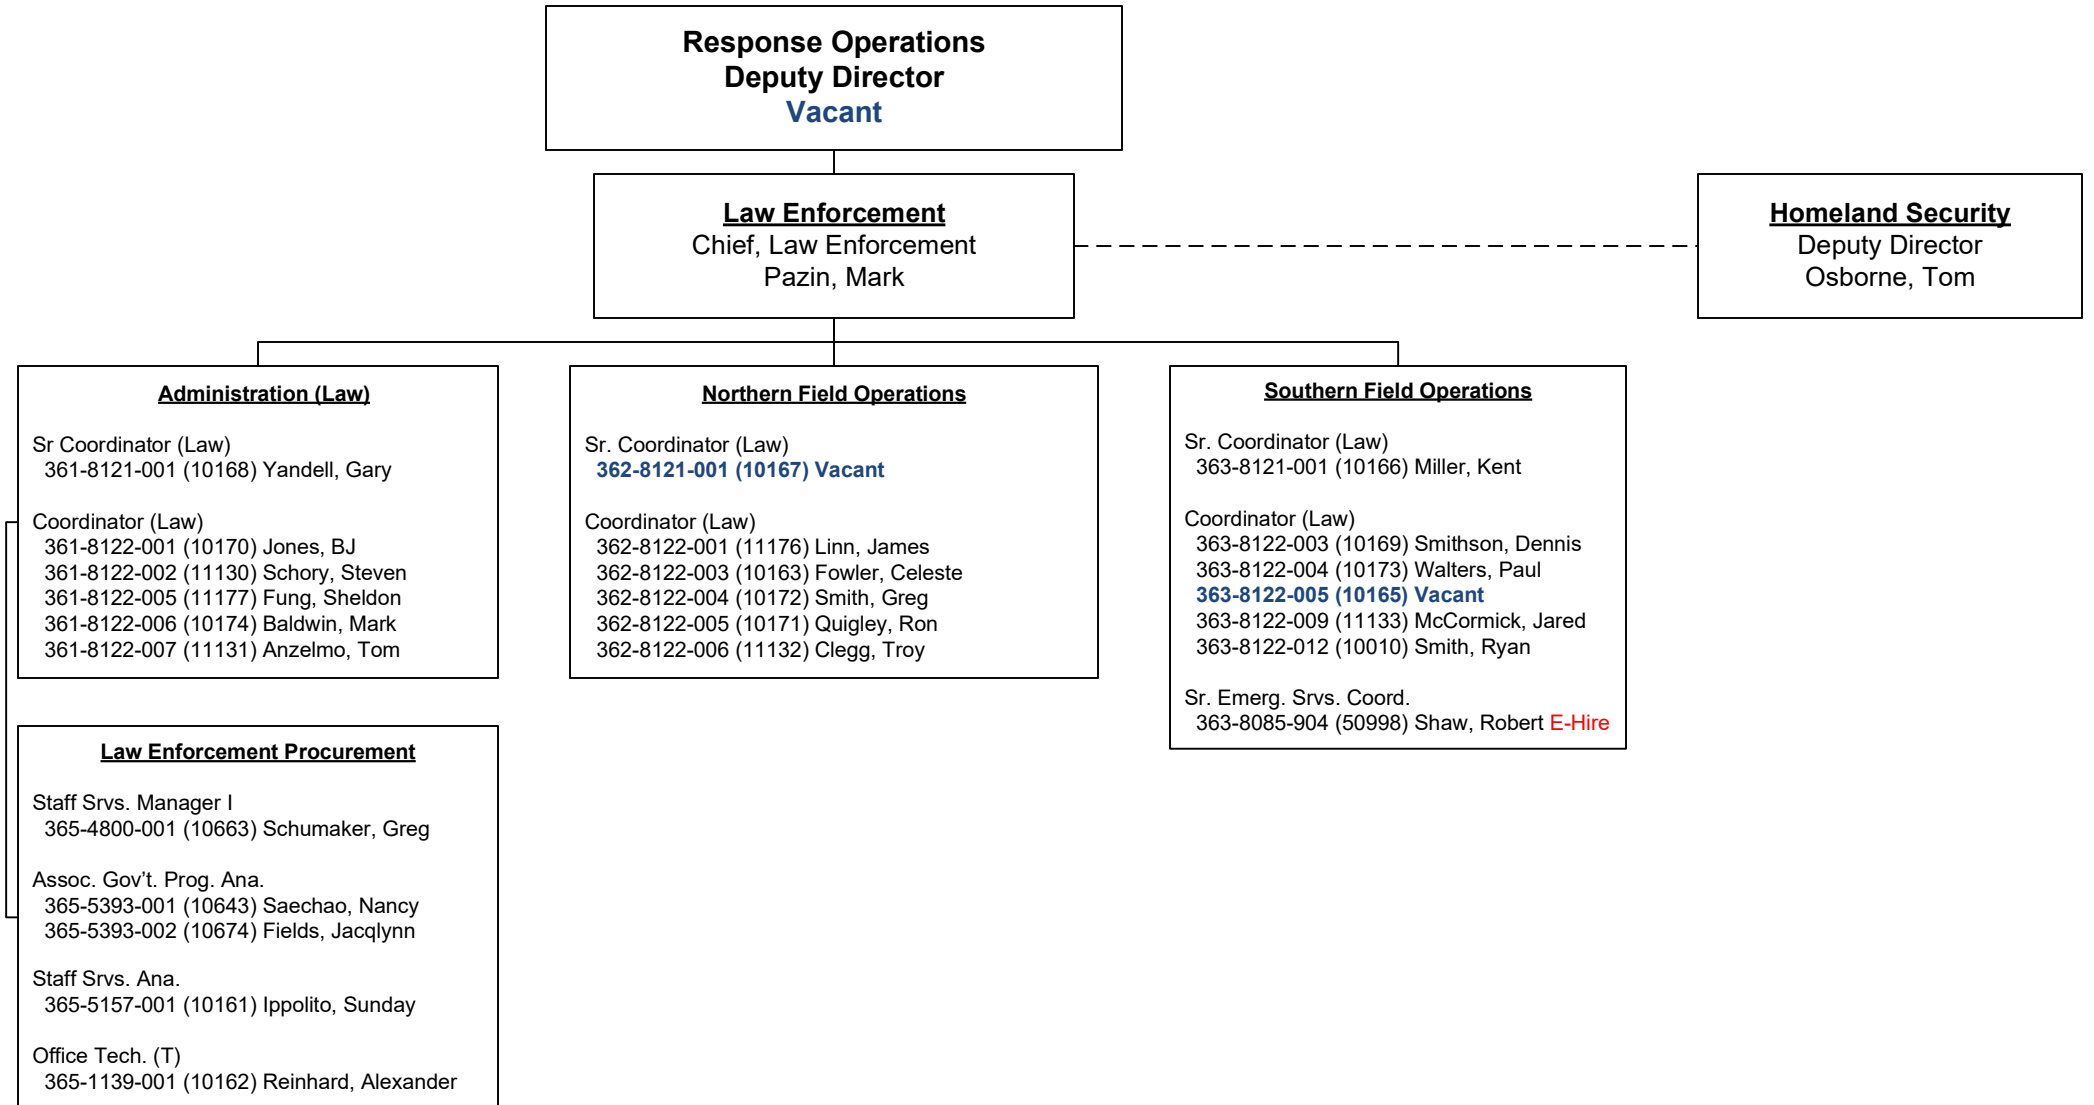 Response Operations
Deputy Director
Vacant
Law Enforcement
Chief, Law Enforcement
Pazin, Mark
Homeland Security
Deputy Director
Osborne, Tom
Administration (Law)
Sr Coordinator (Law)
361-8121-001 (10168) Yandell, Gary
Coordinator (Law)
361-8122-001 (10170) Jones, BJ
361-8122-002 (11130) Schory, Steven
361-8122-005 (11177) Fung, Sheldon
361-8122-006 (10174) Baldwin, Mark
361-8122-007 (11131) Anzelmo, Tom
Northern Field Operations
Sr. Coordinator (Law)
362-8121-001 (10167) Vacant
Coordinator (Law)
362-8122-001 (11176) Linn, James
362-8122-003 (10163) Fowler, Celeste
362-8122-004 (10172) Smith, Greg
362-8122-005 (10171) Quigley, Ron
362-8122-006 (11132) Clegg, Troy
Southern Field Operations
Sr. Coordinator (Law)
363-8121-001 (10166) Miller, Kent
Coordinator (Law)
363-8122-003 (10169) Smithson, Dennis
363-8122-004 (10173) Walters, Paul
363-8122-005 (10165) Vacant
363-8122-009 (11133) McCormick, Jared
363-8122-012 (10010) Smith, Ryan
Sr. Emerg. Srvs. Coord.
363-8085-904 (50998) Shaw, Robert E-Hire
Law Enforcement Procurement
Staff Srvs. Manager I
365-4800-001 (10663) Schumaker, Greg
Assoc. Gov’t. Prog. Ana.
365-5393-001 (10643) Saechao, Nancy
365-5393-002 (10674) Fields, Jacqlynn
Staff Srvs. Ana.
365-5157-001 (10161) Ippolito, Sunday
Office Tech. (T)
365-1139-001 (10162) Reinhard, Alexander